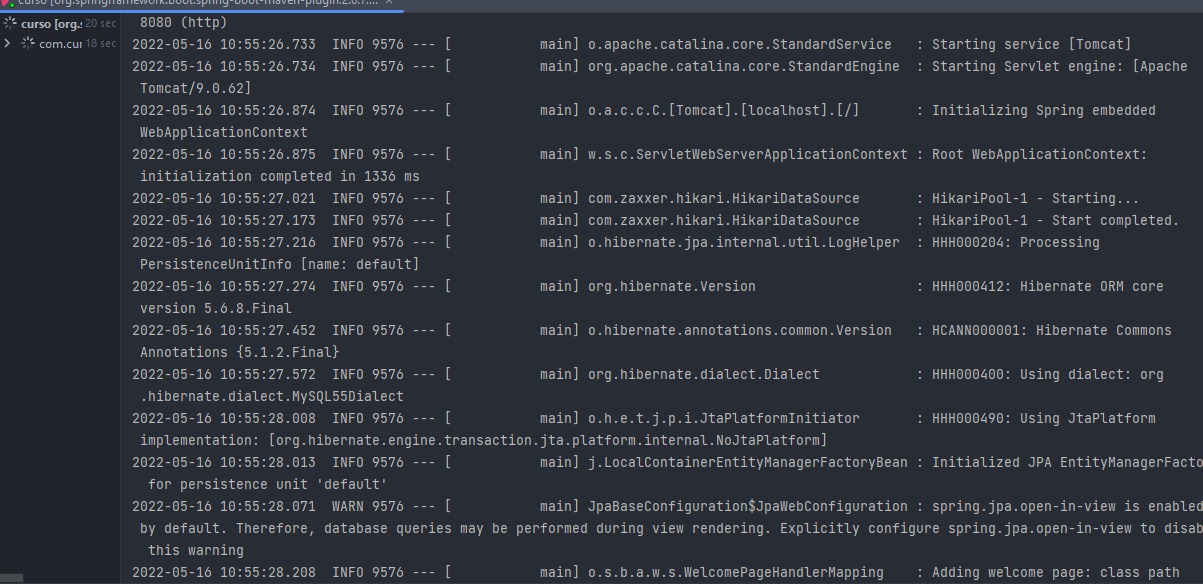 curso [org.springframework.boot:spring-boot-maven-plugin:2.6.7:...
curso [org.: 20 sec
com.cur 18 sec
8080 (http)
2022-05-16 10:55:26.733  INFO 9576 --- [           main] o.apache.catalina.core.StandardService   : Starting service [Tomcat]
2022-05-16 10:55:26.734  INFO 9576 --- [           main] org.apache.catalina.core.StandardEngine  : Starting Servlet engine: [Apache
Tomcat/9.0.62]
2022-05-16 10:55:26.874  INFO 9576 --- [           main] o.a.c.c.C.[Tomcat].[localhost].[/]       : Initializing Spring embedded
WebApplicationContext
2022-05-16 10:55:26.875  INFO 9576 --- [           main] w.s.c.ServletWebServerApplicationContext : Root WebApplicationContext:
initialization completed in 1336 ms
2022-05-16 10:55:27.021  INFO 9576 --- [           main] com.zaxxer.hikari.HikariDataSource       : HikariPool-1 - Starting...
2022-05-16 10:55:27.173  INFO 9576 --- [           main] com.zaxxer.hikari.HikariDataSource       : HikariPool-1 - Start completed.
2022-05-16 10:55:27.216  INFO 9576 --- [           main] o.hibernate.jpa.internal.util.LogHelper  : HHH000204: Processing
PersistenceUnitInfo [name: default]
2022-05-16 10:55:27.274  INFO 9576 --- [           main] org.hibernate.Version                    : HHH000412: Hibernate ORM core
version 5.6.8.Final
2022-05-16 10:55:27.452  INFO 9576 --- [           main] o.hibernate.annotations.common.Version   : HCANN000001: Hibernate Commons
Annotations {5.1.2.Final}
2022-05-16 10:55:27.572  INFO 9576 --- [           main] org.hibernate.dialect.Dialect            : HHH000400: Using dialect: org
.hibernate.dialect.MySQL55Dialect
2022-05-16 10:55:28.008  INFO 9576 --- [           main] o.h.e.t.j.p.i.JtaPlatformInitiator       : HHH000490: Using JtaPlatform
implementation: [org.hibernate.engine.transaction.jta.platform.internal.NoJtaPlatform]
2022-05-16 10:55:28.013  INFO 9576 --- [           main] j.LocalContainerEntityManagerFactoryBean : Initialized JPA EntityManagerFacto
for persistence unit 'default'
2022-05-16 10:55:28.071  WARN 9576 --- [           main] JpaBaseConfiguration$JpaWebConfiguration : spring.jpa.open-in-view is enabled
by default. Therefore, database queries may be performed during view rendering. Explicitly configure spring.jpa.open-in-view to disab
this warning
2022-05-16 10:55:28.208  INFO 9576 --- [           main] o.s.b.a.w.s.WelcomePageHandlerMapping    : Adding welcome page: class path